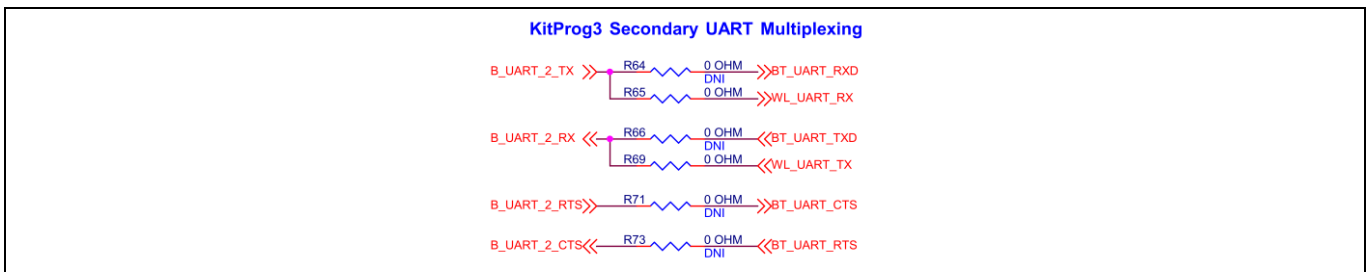 KitProg3 Secondary UART Multiplexing
B_UART_2_TX R64 0 OHM BT_UART_RXD
DNI
R65 0 OHM WL_UART_RX
B_UART_2_RX R66 0 OHM BT_UART_TXD
DNI
R69 0 OHM WL_UART_TX
B_UART_2_RTS R71 0 OHM BT_UART_CTS
DNI
B_UART_2_CTS R73 0 OHM BT_UART_RTS
DNI